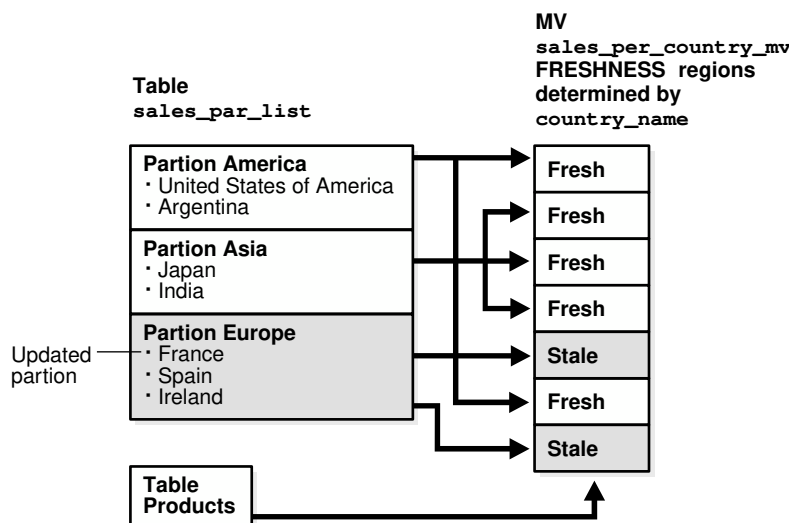 MV
sales_per_country_mv
FRESHNESS regions
determined by
country_name
Table
sales_par_list
Partion America
· United States of America
· Argentina
Partion Asia
· Japan
· India
Partion Europe
· France
· Spain
· Ireland
Updated
partion
Fresh
Fresh
Fresh
Fresh
Stale
Fresh
Stale
Table
Products